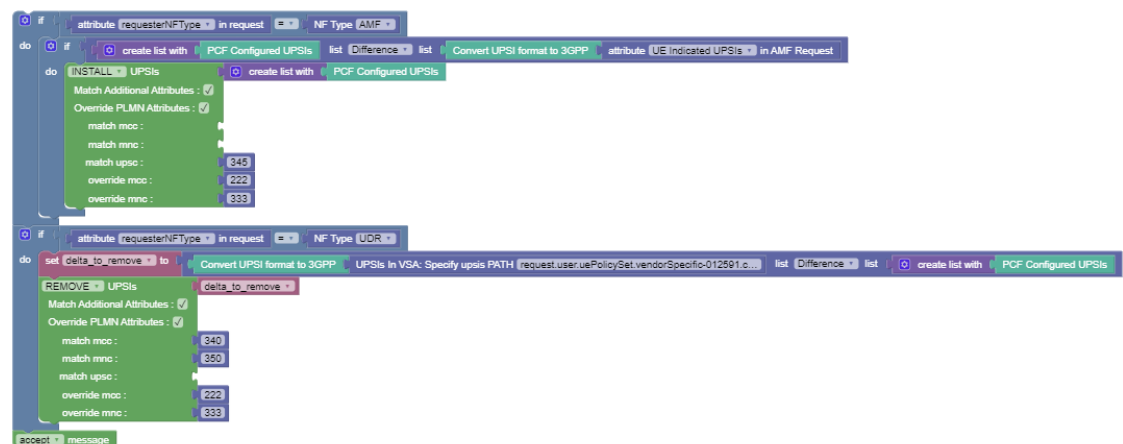 if attribute requesterNFType in request = NF Type AMF
do if create list with PCF Configured UPSIs list Difference list Convert UPSI format to 3GPP attribute UE Indicated UPSIs in AMF Request
do INSTALL UPSIs create list with PCF Configured UPSIs
Match Additional Attributes :
Override PLMN Attributes :
match mcc :
match mnc :
match upsc : 345
override mcc : 222
override mnc : 333
if attribute requesterNFType in request = NF Type UDR
do set delta_to_remove to Convert UPSI format to 3GPP UPSIs In VSA: Specify upsis PATH request.user.uePolicySet.vendorSpecific-012591.c... list Difference list create list with PCF Configured UPSIs
REMOVE UPSIs delta_to_remove
Match Additional Attributes :
Override PLMN Attributes :
match mcc : 340
match mnc : 350
match upsc :
override mcc : 222
override mnc : 333
accept message